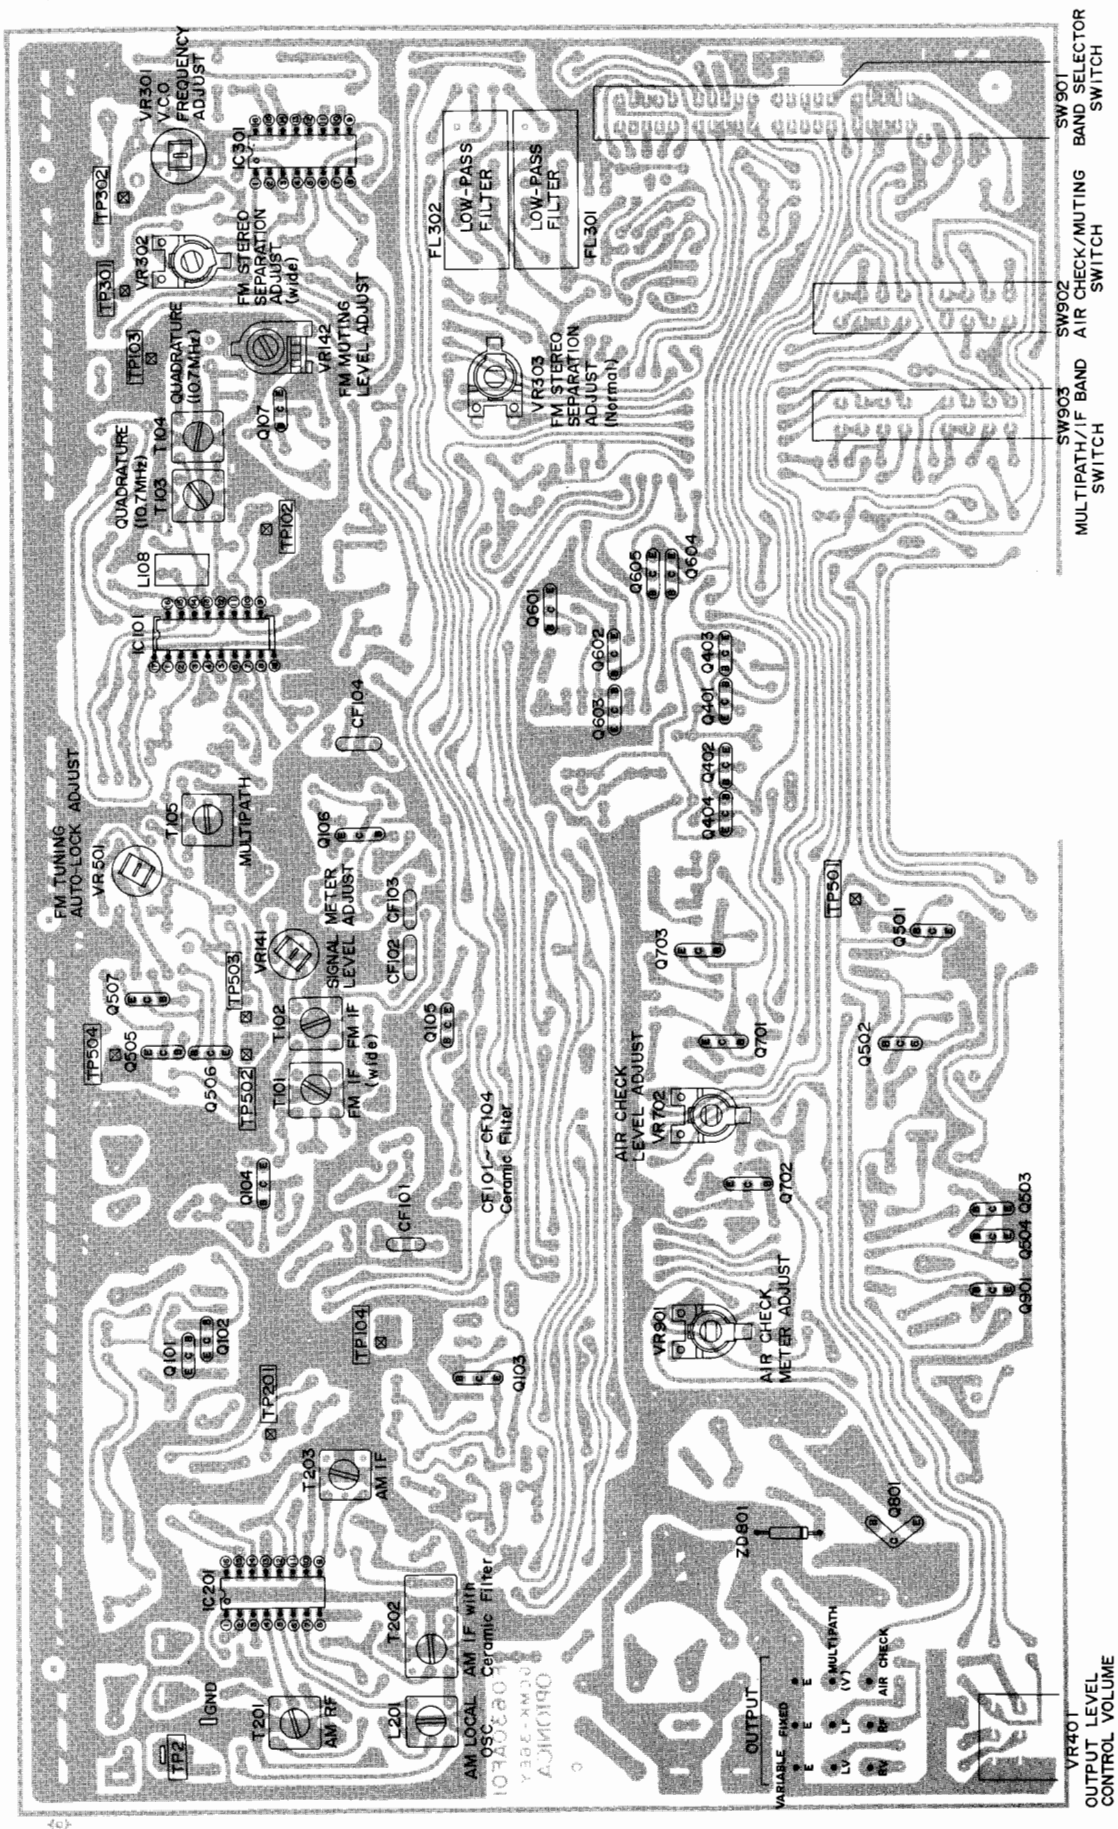 VR301
V.C.O.
FREQUENCY
ADJUST
TP302
IC301
VR302
TP301
FM STEREO
SEPARATION
ADJUST
(wide)
TP103
QUADRATURE
(10.7MHz)
T104
VR142
FM MUTING
LEVEL ADJUST
Q107
QUADRATURE
(10.7MHz)
T103
TP102
L108
IC101
CF104
FM TUNING
AUTO-LOCK ADJUST
VR501
T105
MULTIPATH
Q106
VR141
SIGNAL METER
LEVEL ADJUST
CF102
CF103
Q507
TP503
TP504
Q505
Q506
TP502
T102
FM IF
T101
FM IF
(wide)
Q105
Q104
CF101
CF101~CF104
Ceramic Filter
Q101
Q102
TP104
TP201
Q103
T203
AM IF
IC201
T202
AM IF with
Ceramic Filter
GND
TP2
T201
AM RF
L201
AM LOCAL
OSC.
FL302
LOW-PASS
FILTER
LOW-PASS
FILTER
FL301
VR303
FM STEREO
SEPARATION
ADJUST
(Normal)
SW901
BAND SELECTOR
SWITCH
SW902
AIR CHECK/MUTING
SWITCH
SW903
MULTIPATH/IF BAND
SWITCH
Q605
Q604
Q601
Q602
Q603
Q403
Q401
Q402
Q404
TP501
Q501
Q703
Q701
Q502
AIR CHECK
LEVEL ADJUST
VR702
Q702
Q503
Q504
Q901
VR901
AIR CHECK
METER ADJUST
ZD801
Q801
OUTPUT
VARIABLE FIXED
E E E
LV LF MULTIPATH
(V)
RV RF AIR CHECK
OPTONICA
VR401
OUTPUT LEVEL
CONTROL VOLUME